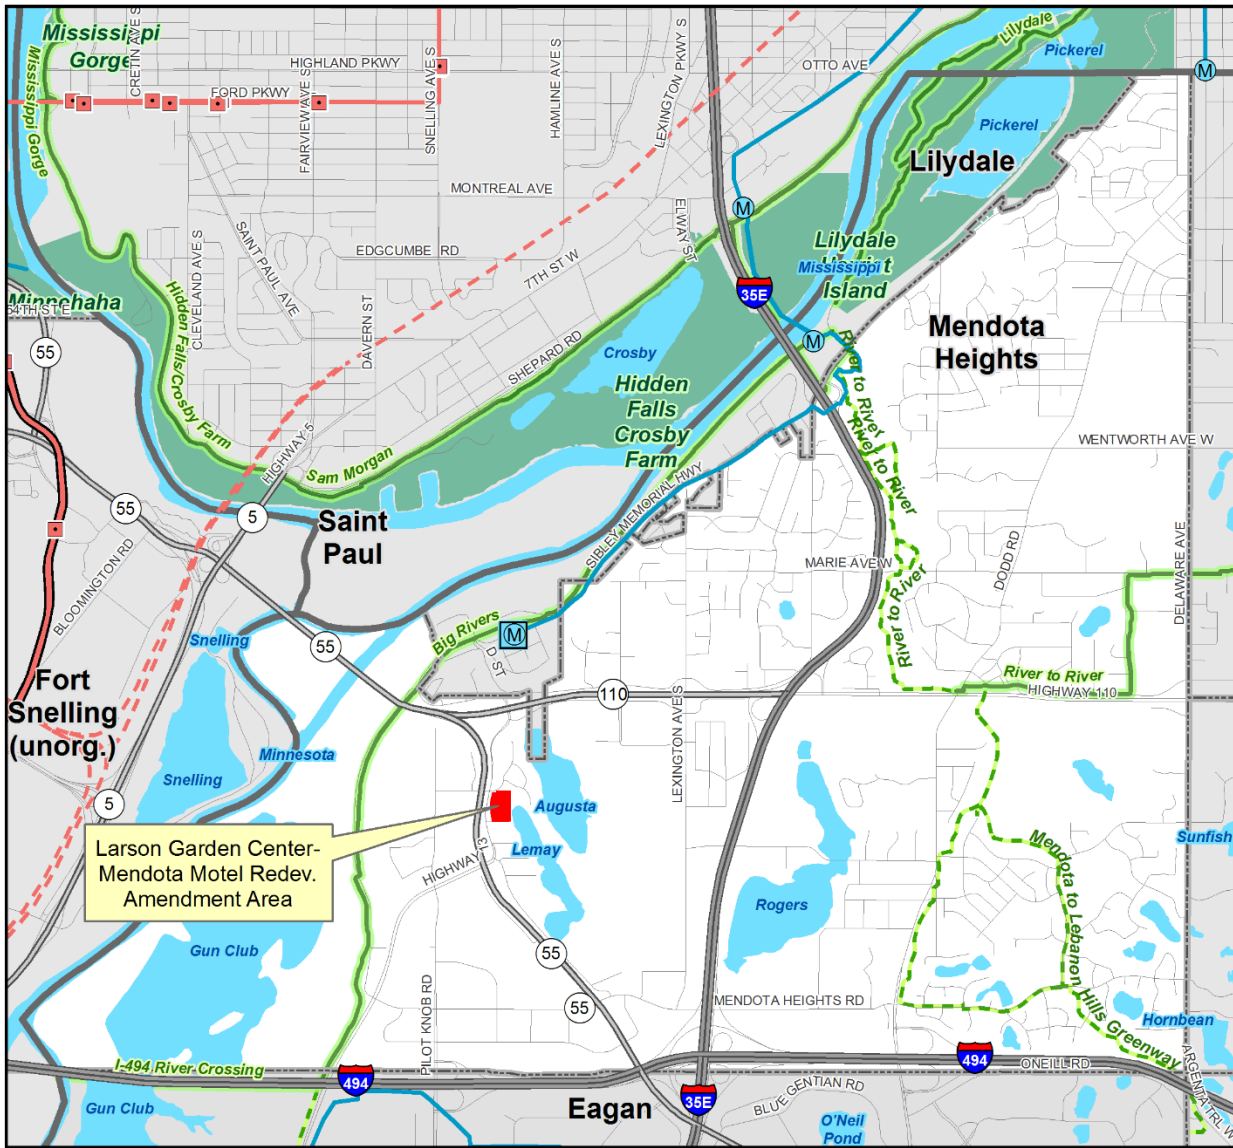 Mississippi
Gorge
CRETIN AVE S
HIGHLAND PKWY
FORD PKWY
FAIRVIEW AVE S
SNELLING AVE S
HAMLINE AVE S
LEXINGTON PKWY S
OTTO AVE
Lilydale
Pickerel
M
Mississippi Gorge
Pickerel
Lilydale
MONTREAL AVE
ELWAY ST
M
CLEVELAND AVE S
SAINT PAUL AVE
EDGCUMBE RD
7TH ST W
Lilydale
Mississippi
Island
35E
Minnehaha
54TH ST E
55
Hidden Falls/Crosby Farm
DAVERN ST
SHEPARD RD
Crosby
Hidden
Falls
Crosby
Farm
M
River to River
River to River
Mendota
Heights
WENTWORTH AVE W
HIGHWAY 5
Sam Morgan
SIBLEY MEMORIAL HWY
55
5
Saint
Paul
BLOOMINGTON RD
MARIE AVE W
DODD RD
DELAWARE AVE
River to River
Snelling
55
Big Rivers
M
D ST
110
River to River
HIGHWAY 110
Fort
Snelling
(unorg.)
Minnesota
Snelling
LEXINGTON AVE S
5
Augusta
Lemay
HIGHWAY 13
Larson Garden Center-
Mendota Motel Redev.
Amendment Area
Sunfish
Mendota to Lebanon Hills Greenway
Rogers
Gun Club
55
55
PILOT KNOB RD
MENDOTA HEIGHTS RD
Hornbean
I-494 River Crossing
494
494
ONEILL RD
ARGENTA TRL W
Gun Club
Eagan
35E
BLUE GENTIAN RD
O'Neil
Pond